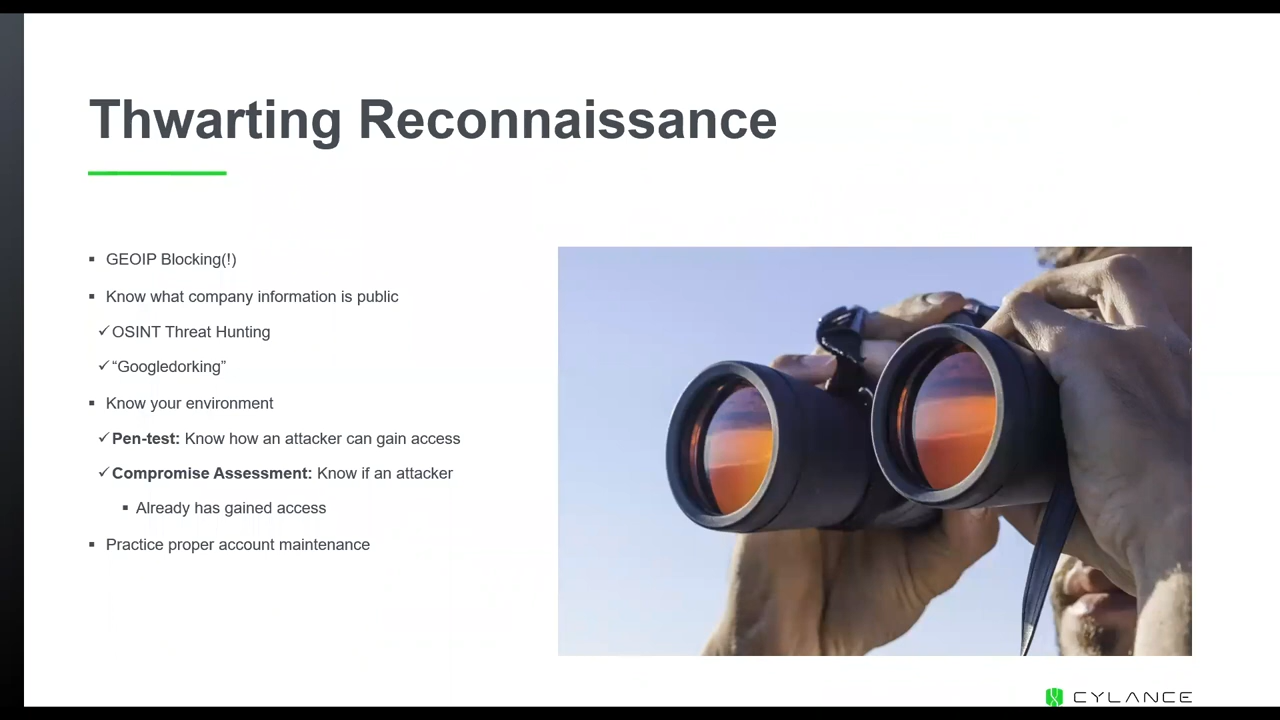 Thwarting Reconnaissance
▪ GEOIP Blocking(!)
▪ Know what company information is public
✓OSINT Threat Hunting
✓“Googledorking”
▪ Know your environment
✓Pen-test: Know how an attacker can gain access
✓Compromise Assessment: Know if an attacker
▪ Already has gained access
▪ Practice proper account maintenance
CYLANCE